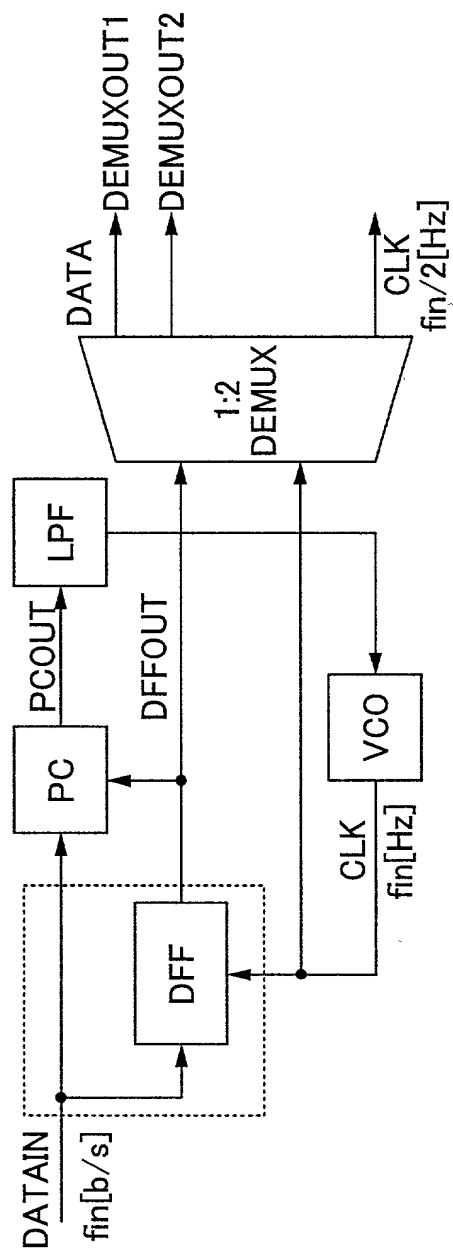 DATAIN
fin[b/s]
DFF
PC
PCOUT
LPF
DFFOUT
VCO
CLK
fin[Hz]
1:2
DEMUX
DATA
DEMUXOUT1
DEMUXOUT2
CLK
fin/2[Hz]